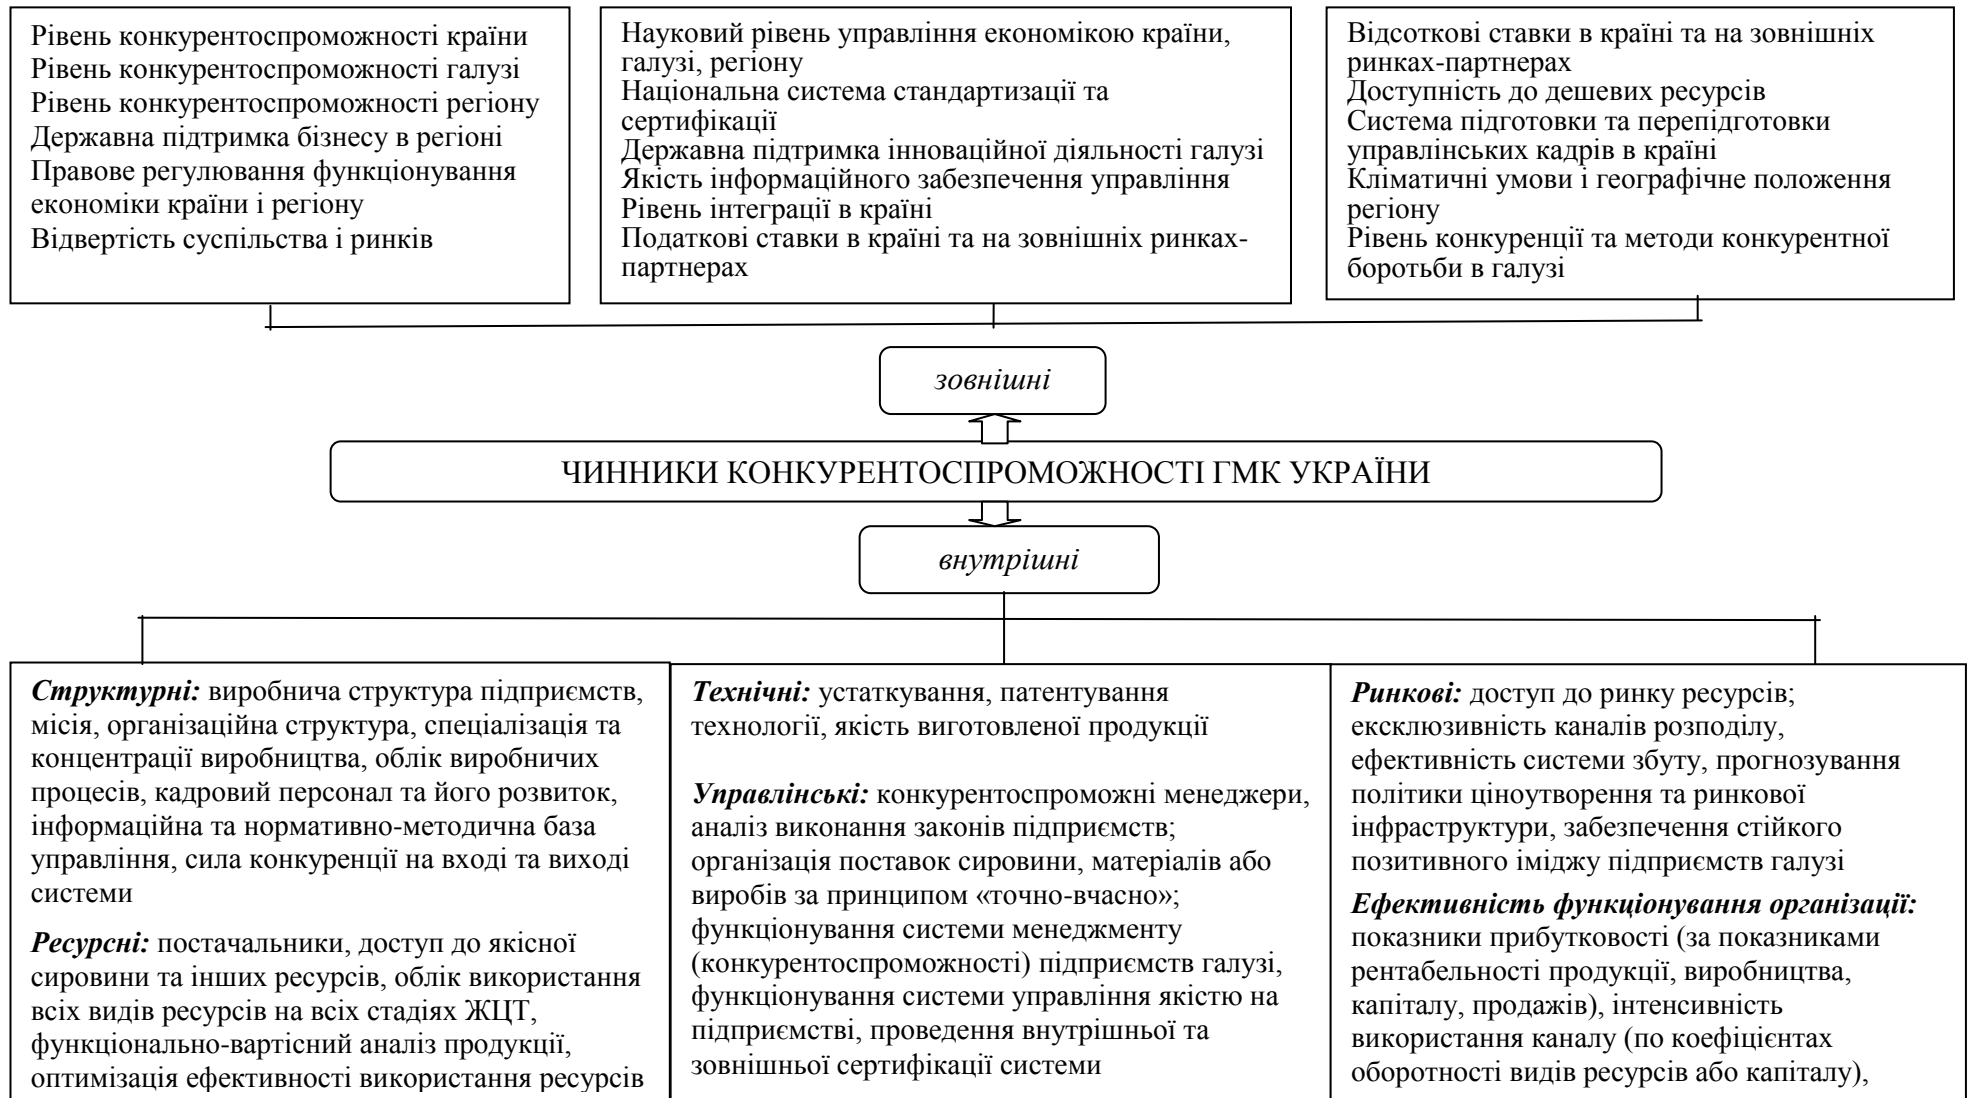 Рівень конкурентоспроможності країни
Рівень конкурентоспроможності галузі
Рівень конкурентоспроможності регіону
Державна підтримка бізнесу в регіоні
Правове регулювання функціонування
економіки країни і регіону
Відвертість суспільства і ринків
Науковий рівень управління економікою країни,
галузі, регіону
Національна система стандартизації та
сертифікації
Державна підтримка інноваційної діяльності галузі
Якість інформаційного забезпечення управління
Рівень інтеграції в країні
Податкові ставки в країні та на зовнішніх ринках-
партнерах
Відсоткові ставки в країні та на зовнішніх
ринках-партнерах
Доступність до дешевих ресурсів
Система підготовки та перепідготовки
управлінських кадрів в країні
Кліматичні умови і географічне положення
регіону
Рівень конкуренції та методи конкурентної
боротьби в галузі
зовнішні
ЧИННИКИ КОНКУРЕНТОСПРОМОЖНОСТІ ГМК УКРАЇНИ
внутрішні
Структурні: виробнича структура підприємств,
місія, організаційна структура, спеціалізація та
концентрації виробництва, облік виробничих
процесів, кадровий персонал та його розвиток,
інформаційна та нормативно-методична база
управління, сила конкуренції на вході та виході
системи
Ресурсні: постачальники, доступ до якісної
сировини та інших ресурсів, облік використання
всіх видів ресурсів на всіх стадіях ЖЦТ,
функціонально-вартісний аналіз продукції,
оптимізація ефективності використання ресурсів
Технічні: устаткування, патентування
технології, якість виготовленої продукції
Управлінські: конкурентоспроможні менеджери,
аналіз виконання законів підприємств;
організація поставок сировини, матеріалів або
виробів за принципом «точно-вчасно»;
функціонування системи менеджменту
(конкурентоспроможності) підприємств галузі,
функціонування системи управління якістю на
підприємстві, проведення внутрішньої та
зовнішньої сертифікації системи
Ринкові: доступ до ринку ресурсів;
ексклюзивність каналів розподілу,
ефективність системи збуту, прогнозування
політики ціноутворення та ринкової
інфраструктури, забезпечення стійкого
позитивного іміджу підприємств галузі
Ефективність функціонування організації:
показники прибутковості (за показниками
рентабельності продукції, виробництва,
капіталу, продажів), інтенсивність
використання каналу (по коефіцієнтах
оборотності видів ресурсів або капіталу),